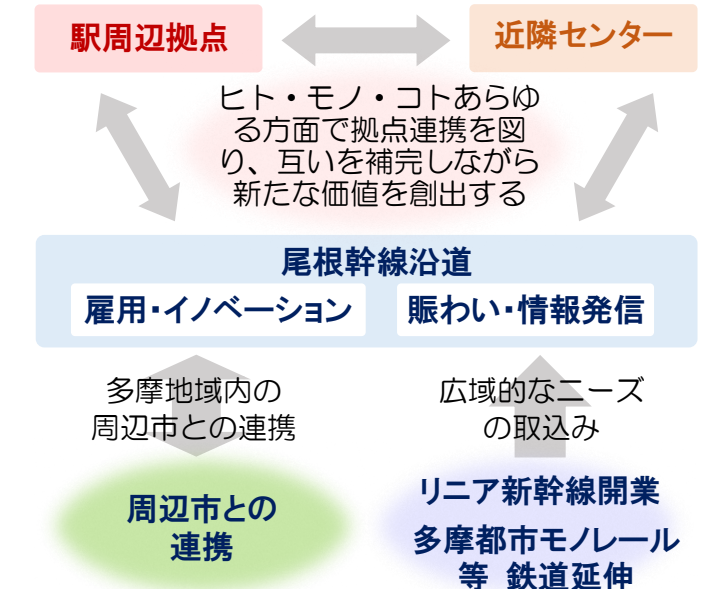 駅周辺拠点
近隣センター
ヒト・モノ・コトあらゆ
る方面で拠点連携を図
り、互いを補完しながら
新たな価値を創出する
尾根幹線沿道
雇用・イノベーション
賑わい・情報発信
多摩地域内の
周辺市との連携
広域的なニーズ
の取込み
周辺市との
連携
リニア新幹線開業
多摩都市モノレール
等 鉄道延伸